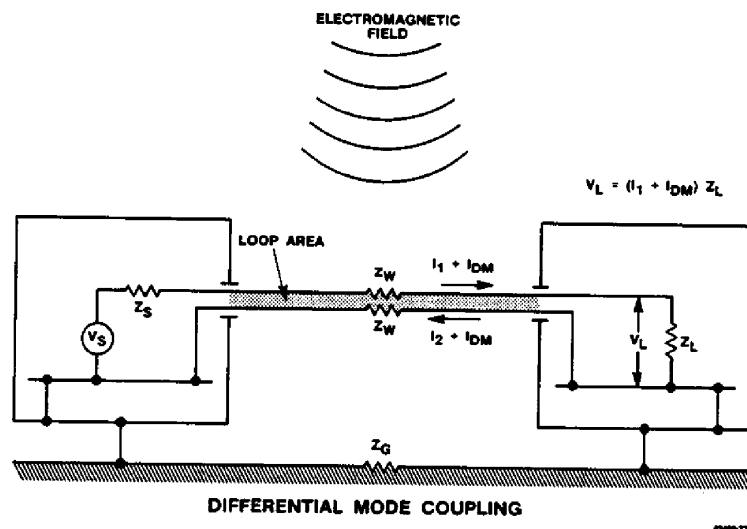 ELECTROMAGNETIC
FIELD
V_L = (I_1 + I_DM) Z_L
LOOP AREA
Z_W
I_1 + I_DM
Z_S
Z_W
I_2 + I_DM
V_S
V_L
Z_L
Z_G
DIFFERENTIAL MODE COUPLING